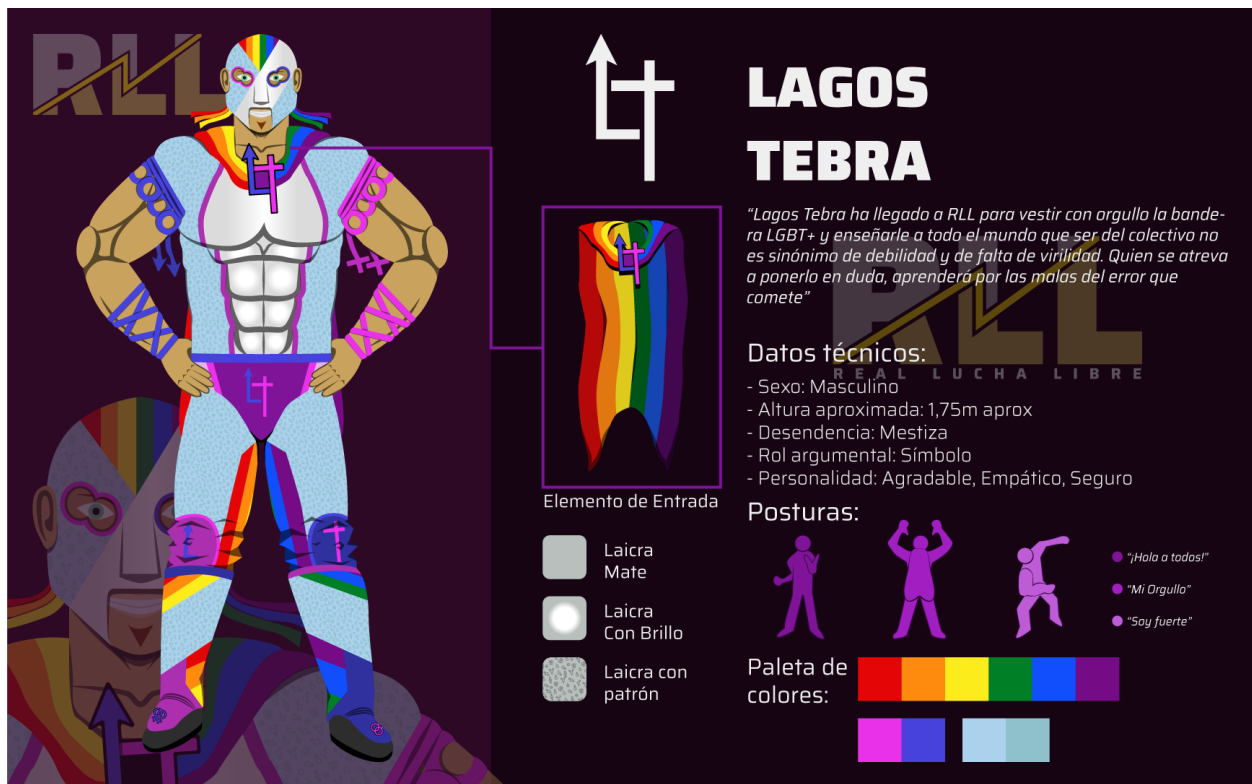 RLL
LT
LAGOS
TEBRA
“Lagos Tebra ha llegado a RLL para vestir con orgullo la bande-
ra LGBT+ y enseñarle a todo el mundo que ser del colectivo no
es sinónimo de debilidad y de falta de virilidad. Quien se atreva
a ponerlo en duda, aprenderá por las malas del error que
comete”
RLL
REAL LUCHA LIBRE
Datos técnicos:
- Sexo: Masculino
- Altura aproximada: 1,75m aprox
- Desendencia: Mestiza
- Rol argumental: Símbolo
- Personalidad: Agradable, Empático, Seguro
Elemento de Entrada
Laicra
Mate
Laicra
Con Brillo
Laicra con
patrón
Posturas:
“¡Hola a todos!”
“Mi Orgullo”
“Soy fuerte”
Paleta de
colores: